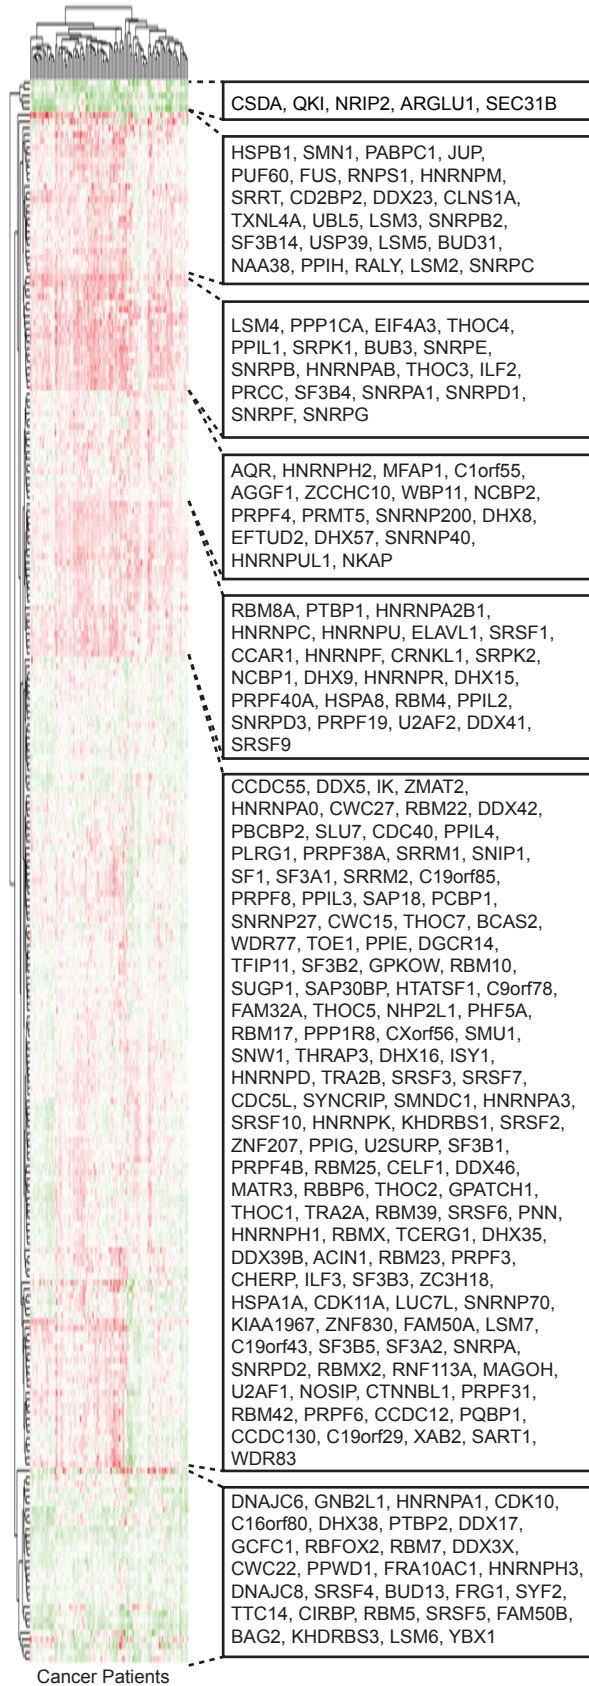 CSDA, QKI, NRIP2, ARGLU1, SEC31B
HSPB1, SMN1, PABPC1, JUP,
PUF60, FUS, RNPS1, HNRNPM,
SRRT, CD2BP2, DDX23, CLNS1A,
TXNL4A, UBL5, LSM3, SNRPB2,
SF3B14, USP39, LSM5, BUD31,
NAA38, PPIH, RALY, LSM2, SNRPC
LSM4, PPP1CA, EIF4A3, THOC4,
PPIL1, SRPK1, BUB3, SNRPE,
SNRPB, HNRNPAB, THOC3, ILF2,
PRCC, SF3B4, SNRPA1, SNRPD1,
SNRPF, SNRPG
AQR, HNRNPH2, MFAP1, C1orf55,
AGGF1, ZCCHC10, WBP11, NCBP2,
PRPF4, PRMT5, SNRNP200, DHX8,
EFTUD2, DHX57, SNRNP40,
HNRNPUL1, NKAP
RBM8A, PTBP1, HNRNPA2B1,
HNRNPC, HNRNPU, ELAVL1, SRSF1,
CCAR1, HNRNPF, CRNKL1, SRPK2,
NCBP1, DHX9, HNRNPR, DHX15,
PRPF40A, HSPA8, RBM4, PPIL2,
SNRPD3, PRPF19, U2AF2, DDX41,
SRSF9
CCDC55, DDX5, IK, ZMAT2,
HNRNPA0, CWC27, RBM22, DDX42,
PBCBP2, SLU7, CDC40, PPIL4,
PLRG1, PRPF38A, SRRM1, SNIP1,
SF1, SF3A1, SRRM2, C19orf85,
PRPF8, PPIL3, SAP18, PCBP1,
SNRNP27, CWC15, THOC7, BCAS2,
WDR77, TOE1, PPIE, DGCR14,
TFIP11, SF3B2, GPKOW, RBM10,
SUGP1, SAP30BP, HTATSF1, C9orf78,
FAM32A, THOC5, NHP2L1, PHF5A,
RBM17, PPP1R8, CXorf56, SMU1,
SNW1, THRAP3, DHX16, ISY1,
HNRNPD, TRA2B, SRSF3, SRSF7,
CDC5L, SYNCRIP, SMNDC1, HNRNPA3,
SRSF10, HNRNPK, KHDRBS1, SRSF2,
ZNF207, PPIG, U2SURP, SF3B1,
PRPF4B, RBM25, CELF1, DDX46,
MATR3, RBBP6, THOC2, GPATCH1,
THOC1, TRA2A, RBM39, SRSF6, PNN,
HNRNPH1, RBMX, TCERG1, DHX35,
DDX39B, ACIN1, RBM23, PRPF3,
CHERP, ILF3, SF3B3, ZC3H18,
HSPA1A, CDK11A, LUC7L, SNRNP70,
KIAA1967, ZNF830, FAM50A, LSM7,
C19orf43, SF3B5, SF3A2, SNRPA,
SNRPD2, RBMX2, RNF113A, MAGOH,
U2AF1, NOSIP, CTNNBL1, PRPF31,
RBM42, PRPF6, CCDC12, PQBP1,
CCDC130, C19orf29, XAB2, SART1,
WDR83
DNAJC6, GNB2L1, HNRNPA1, CDK10,
C16orf80, DHX38, PTBP2, DDX17,
GCFC1, RBFOX2, RBM7, DDX3X,
CWC22, PPWD1, FRA10AC1, HNRNPH3,
DNAJC8, SRSF4, BUD13, FRG1, SYF2,
TTC14, CIRBP, RBM5, SRSF5, FAM50B,
BAG2, KHDRBS3, LSM6, YBX1
Cancer Patients